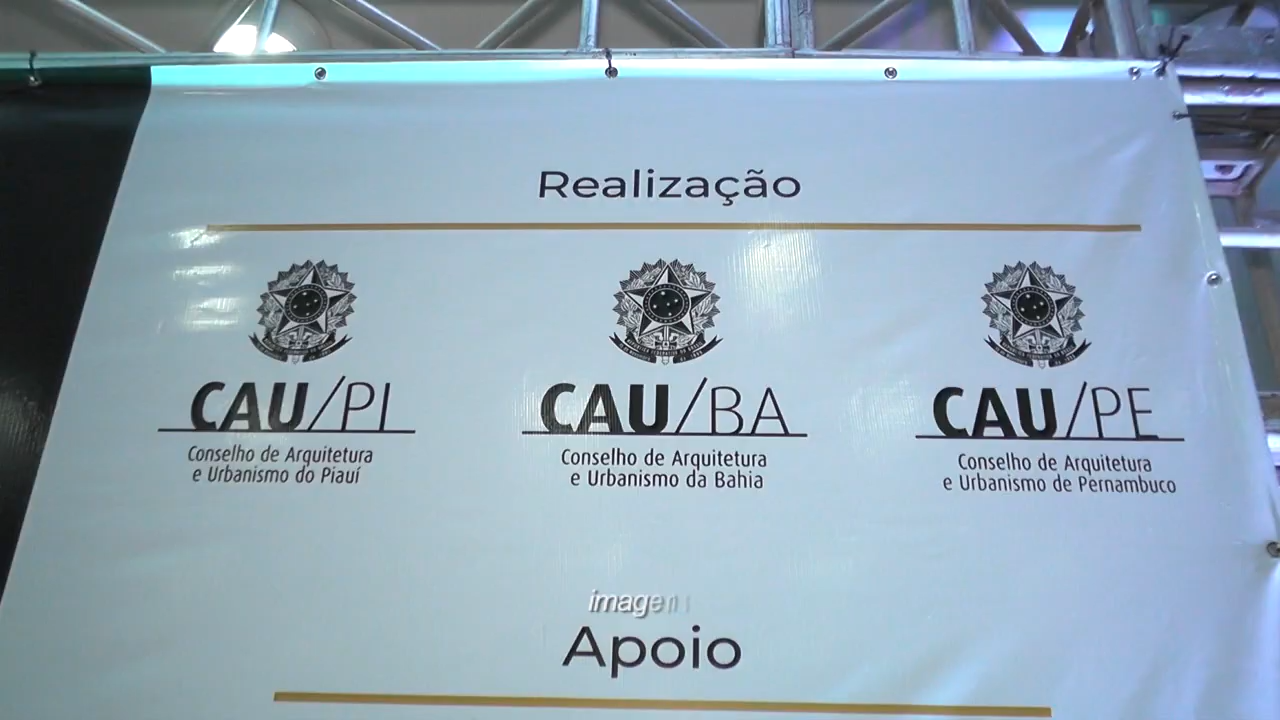 Realização
CAU/PI
Conselho de Arquitetura
e Urbanismo do Piauí
CAU/BA
Conselho de Arquitetura
e Urbanismo da Bahia
CAU/PE
Conselho de Arquitetura
e Urbanismo de Pernambuco
Apoio